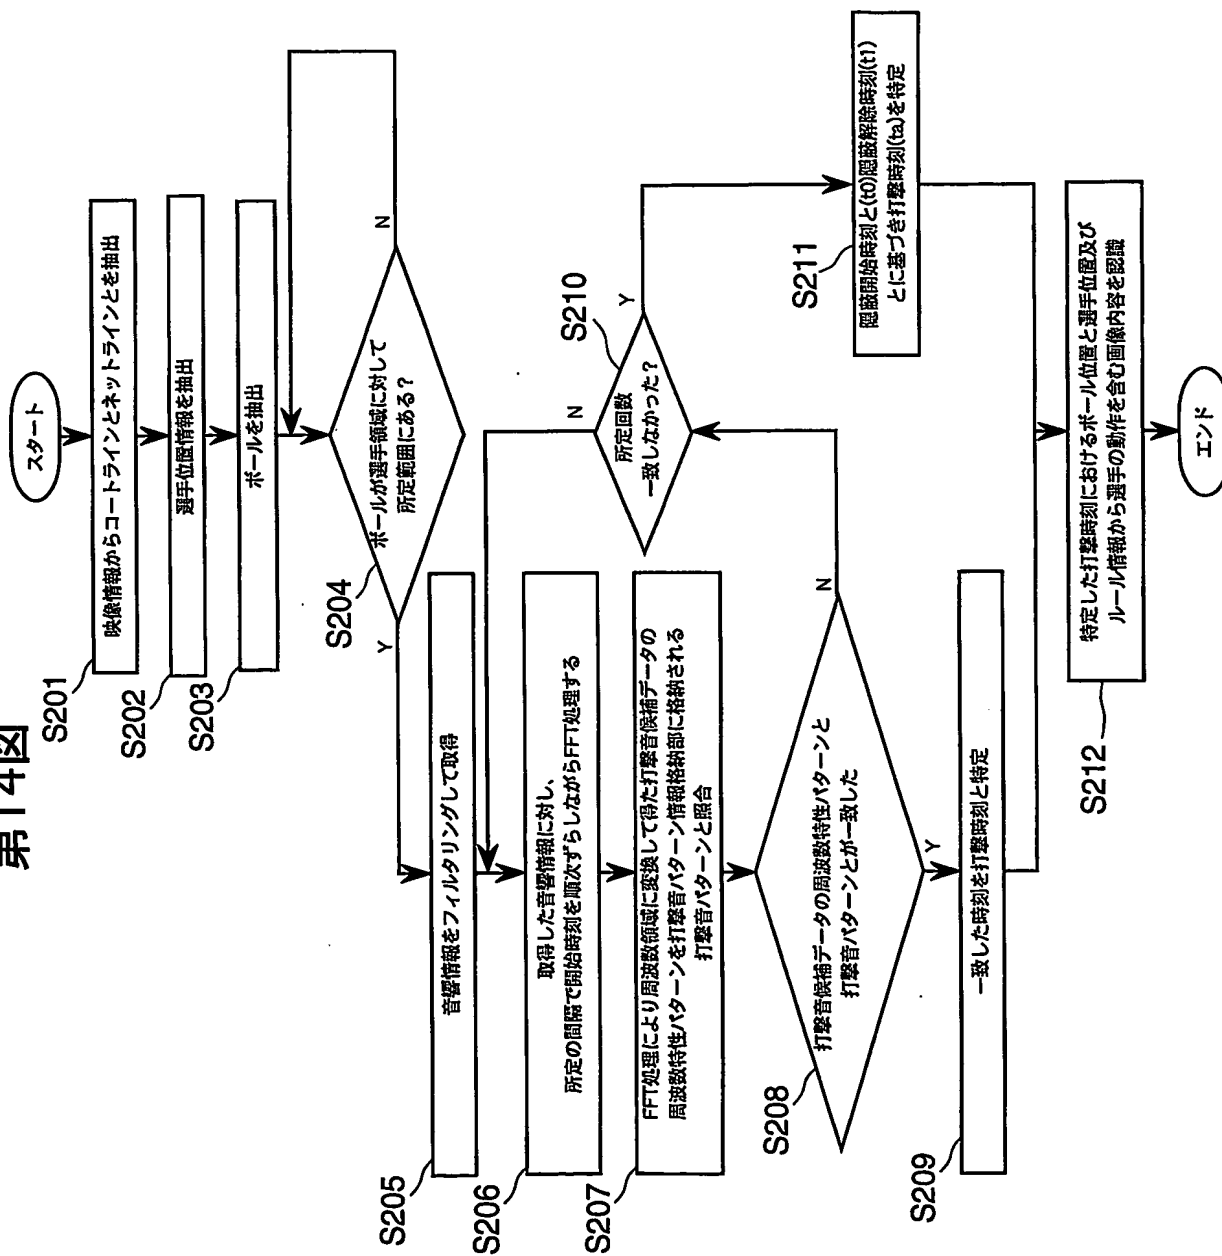 第14図
スタート
S201
映像情報からコートラインとネットラインとを抽出
S202
選手位置情報を抽出
S203
ボールを抽出
S204
ボールが選手領域に対して
所定範囲にある?
N
Y
S205
音響情報をフィルタリングして取得
S206
取得した音響情報に対し、
所定の間隔で開始時刻を順次ずらしながらFFT処理する
S207
FFT処理により周波数領域に変換して得た打撃音候補データの
周波数特性パターンを打撃音パターン情報格納部に格納される
打撃音パターンと照合
S208
打撃音候補データの周波数特性パターンと
打撃音パターンとが一致した
N
Y
S209
一致した時刻を打撃時刻と特定
S210
所定回数
一致しなかった?
N
Y
S211
隠蔽開始時刻と(t0)隠蔽解除時刻(t1)
とに基づき打撃時刻(ta)を特定
S212
特定した打撃時刻におけるボール位置と選手位置及び
ルール情報から選手の動作を含む画像内容を認識
エンド